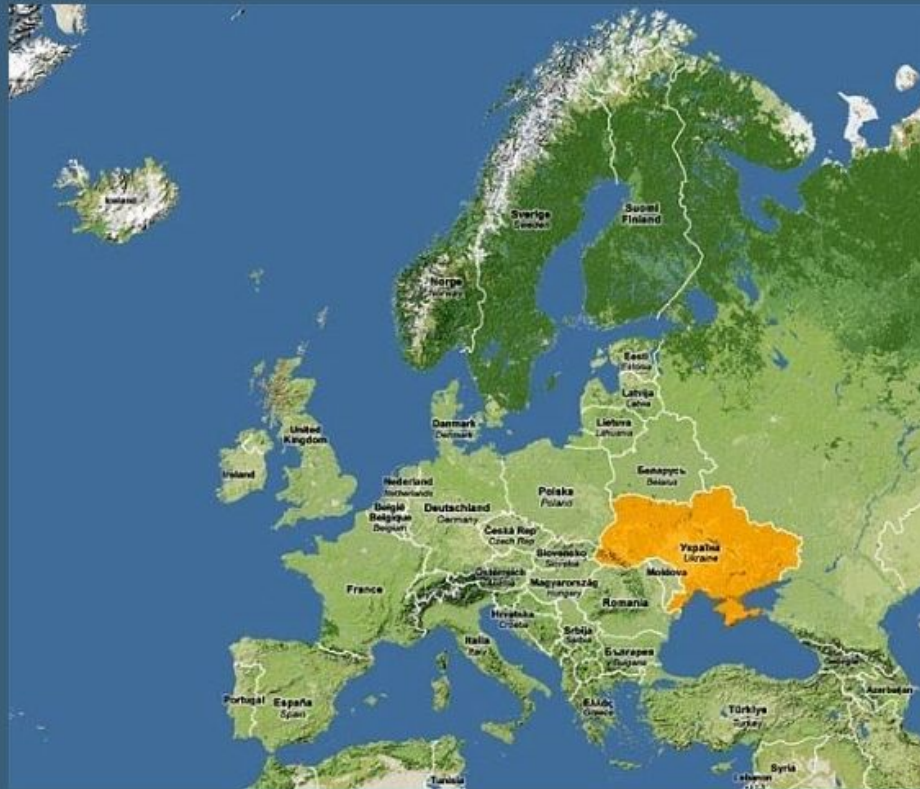 Iceland
Sverige
Sweden
Suomi
Finland
Norge
Norway
Eesti
Estonia
Latvija
Latvia
Danmark
Denmark
Lietuva
Lithuania
United
Kingdom
Ireland
Беларусь
Belarus
Nederland
Netherlands
Polska
Poland
België
Belgique
Belgium
Deutschland
Germany
Česká Rep
Czech Rep
Україна
Ukraine
Slovensko
Slovakia
Österreich
Austria
Moldova
Magyarország
Hungary
France
Romania
Hrvatska
Croatia
Srbija
Serbia
Italia
Italy
България
Bulgaria
Portugal
España
Spain
Ελλάς
Greece
Georgia
Azerbaijan
Türkiye
Turkey
Syria
Lebanon
Tunisia